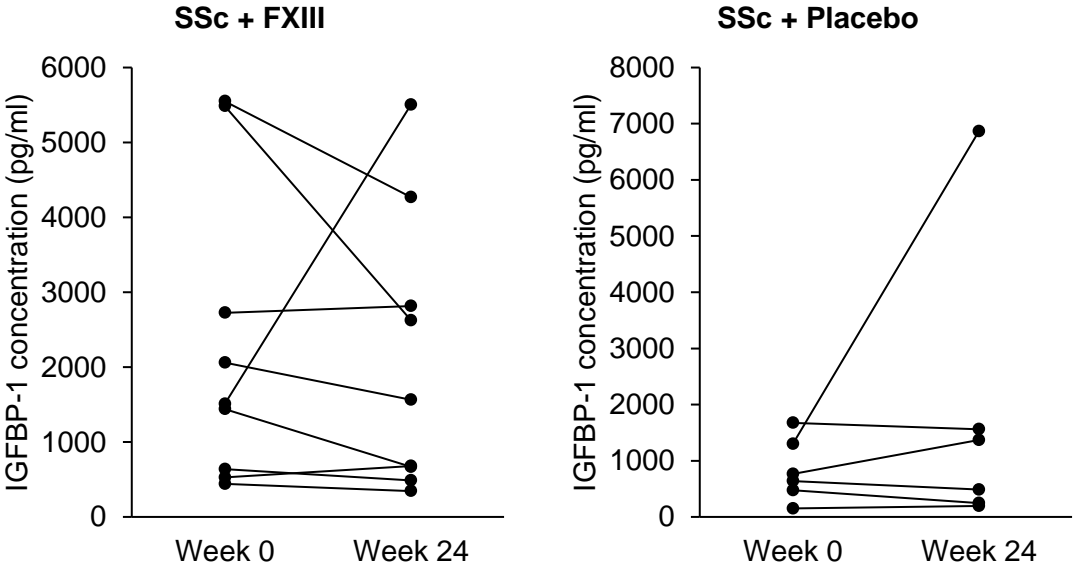 SSc + FXIII
IGFBP-1 concentration (pg/ml)
6000
5000
4000
3000
2000
1000
0
Week 0 Week 24
SSc + Placebo
IGFBP-1 concentration (pg/ml)
8000
7000
6000
5000
4000
3000
2000
1000
0
Week 0 Week 24